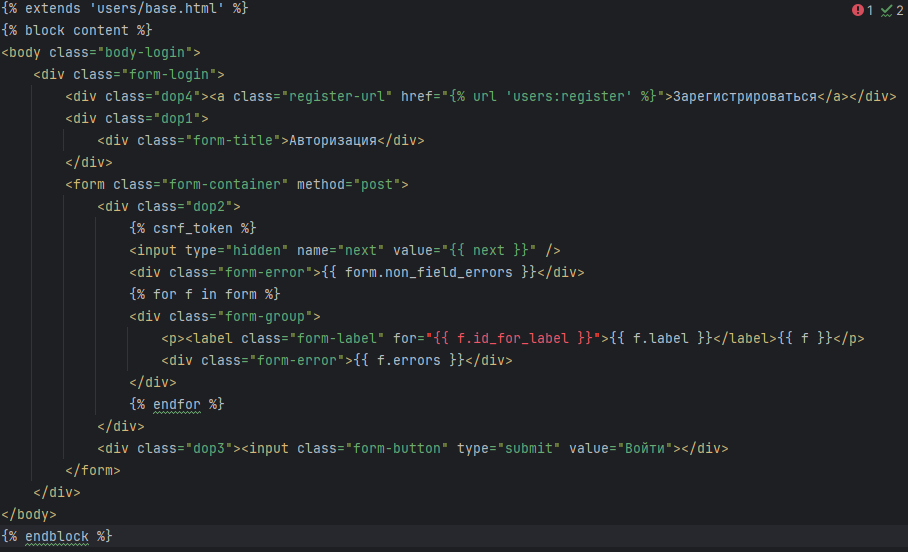 {% extends 'users/base.html' %}
1 2
{% block content %}
<body class="body-login">
<div class="form-login">
<div class="dop4"><a class="register-url" href="{% url 'users:register' %}">Зарегистрироваться</a></div>
<div class="dop1">
<div class="form-title">Авторизация</div>
</div>
<form class="form-container" method="post">
<div class="dop2">
{% csrf_token %}
<input type="hidden" name="next" value="{{ next }}" />
<div class="form-error">{{ form.non_field_errors }}</div>
{% for f in form %}
<div class="form-group">
<p><label class="form-label" for="{{ f.id_for_label }}">{{ f.label }}</label>{{ f }}</p>
<div class="form-error">{{ f.errors }}</div>
</div>
{% endfor %}
</div>
<div class="dop3"><input class="form-button" type="submit" value="Войти"></div>
</form>
</div>
</body>
{% endblock %}